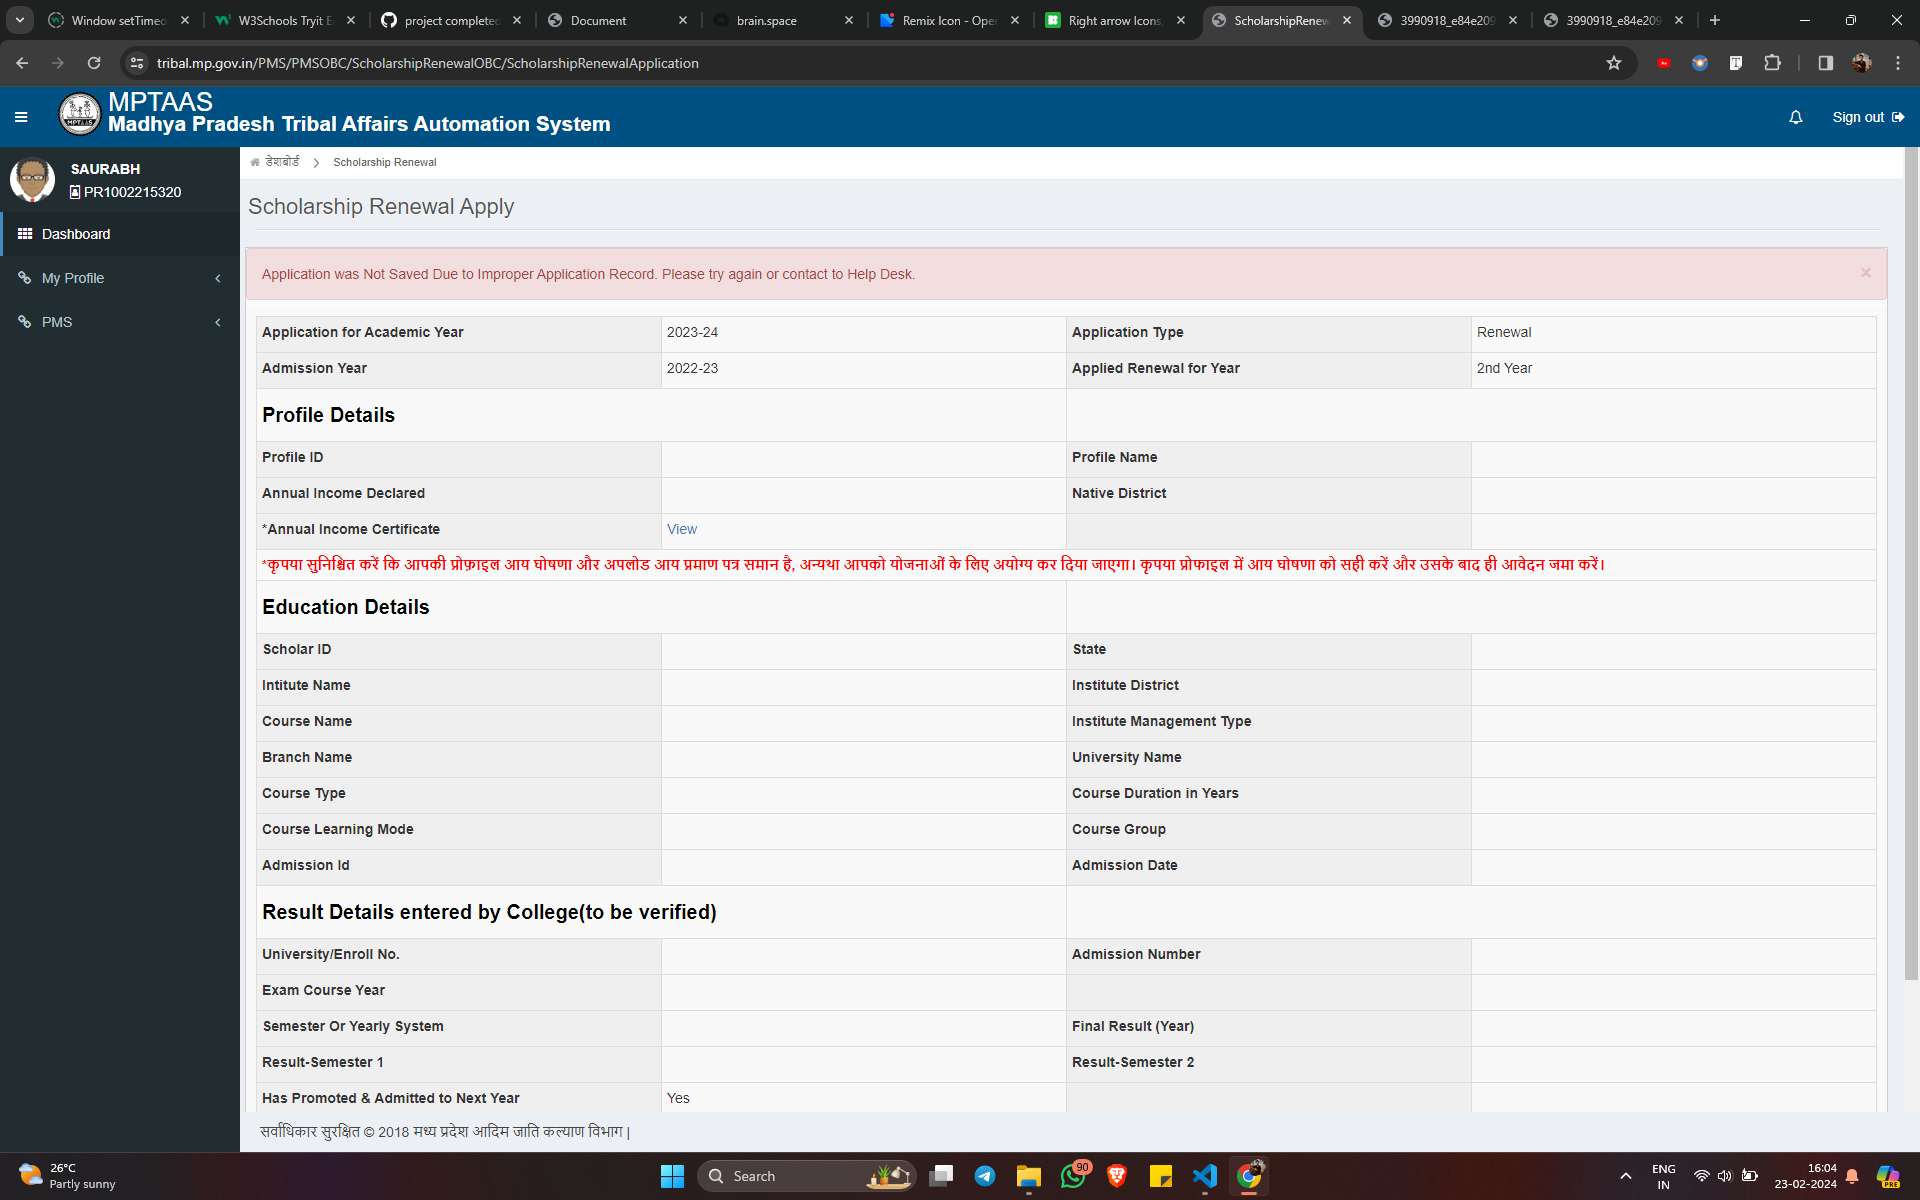 Window setTimeo
W3Schools Tryit E
project completed
Document
brain.space
Remix Icon - Oper
Right arrow Icons,
ScholarshipRenew
3990918_e84e209
3990918_e84e209
tribal.mp.gov.in/PMS/PMSOBC/ScholarshipRenewalOBC/ScholarshipRenewalApplication
MPTAAS
Madhya Pradesh Tribal Affairs Automation System
Sign out
SAURABH
PR1002215320
Dashboard
My Profile
PMS
डेशबोर्ड
Scholarship Renewal
Scholarship Renewal Apply
Application was Not Saved Due to Improper Application Record. Please try again or contact to Help Desk.
×
Application for Academic Year 2023-24 Application Type Renewal
Admission Year 2022-23 Applied Renewal for Year 2nd Year
Profile Details
Profile ID Profile Name
Annual Income Declared Native District
*Annual Income Certificate View
*कृपया सुनिश्चित करें कि आपकी प्रोफ़ाइल आय घोषणा और अपलोड आय प्रमाण पत्र समान है, अन्यथा आपको योजनाओं के लिए अयोग्य कर दिया जाएगा। कृपया प्रोफाइल में आय घोषणा को सही करें और उसके बाद ही आवेदन जमा करें।
Education Details
Scholar ID State
Intitute Name Institute District
Course Name Institute Management Type
Branch Name University Name
Course Type Course Duration in Years
Course Learning Mode Course Group
Admission Id Admission Date
Result Details entered by College(to be verified)
University/Enroll No. Admission Number
Exam Course Year
Semester Or Yearly System Final Result (Year)
Result-Semester 1 Result-Semester 2
Has Promoted & Admitted to Next Year Yes
सर्वाधिकार सुरक्षित © 2018 मध्य प्रदेश आदिम जाति कल्याण विभाग |
26°C
Partly sunny
Search
90
ENG
IN
16:04
23-02-2024
PRE